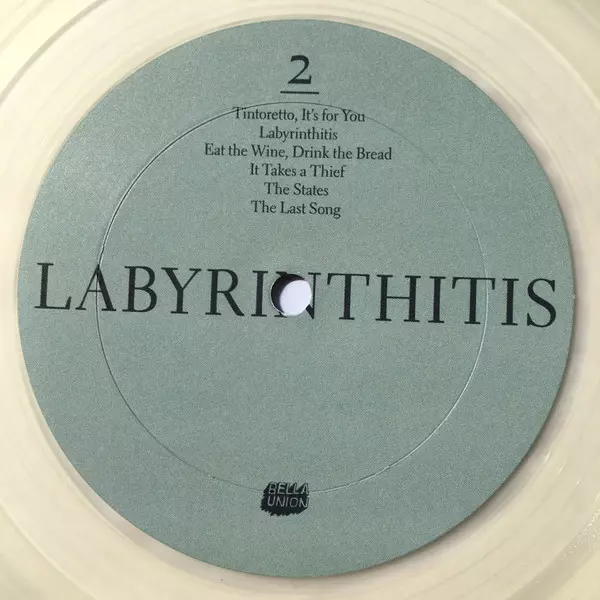 2
Tintoretto, It's for You
Labyrinthitis
Eat the Wine, Drink the Bread
It Takes a Thief
The States
The Last Song
LABYRINTHITIS
BELLA
UNION